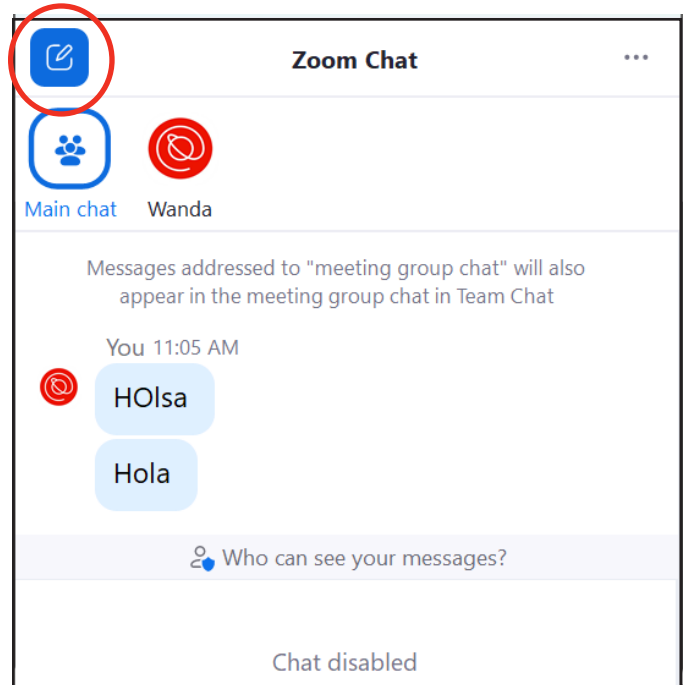 Zoom Chat
Main chat Wanda
Messages addressed to "meeting group chat" will also
appear in the meeting group chat in Team Chat
You 11:05 AM
HOlsa
Hola
Who can see your messages?
Chat disabled